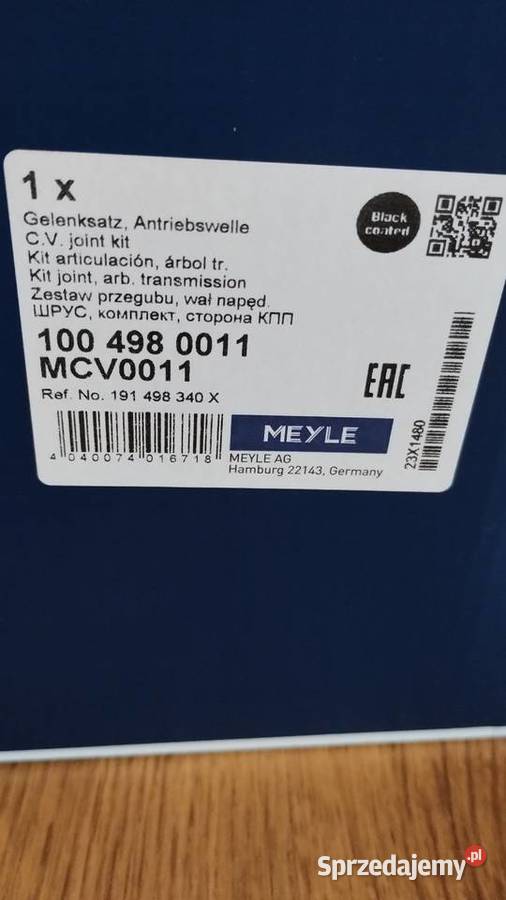 1 x
Black
coated
Gelenksatz, Antriebswelle
C.V. joint kit
Kit articulación, árbol tr.
Kit joint, arb. transmission
Zestaw przegubu, wał napęd.
ШРУС, комплект, сторона КПП
100 498 0011
MCV0011
Ref. No. 191 498 340 X
EAC
4 040074 016718
MEYLE
MEYLE AG
Hamburg 22143, Germany
23X1480
Sprzedajemy.pl